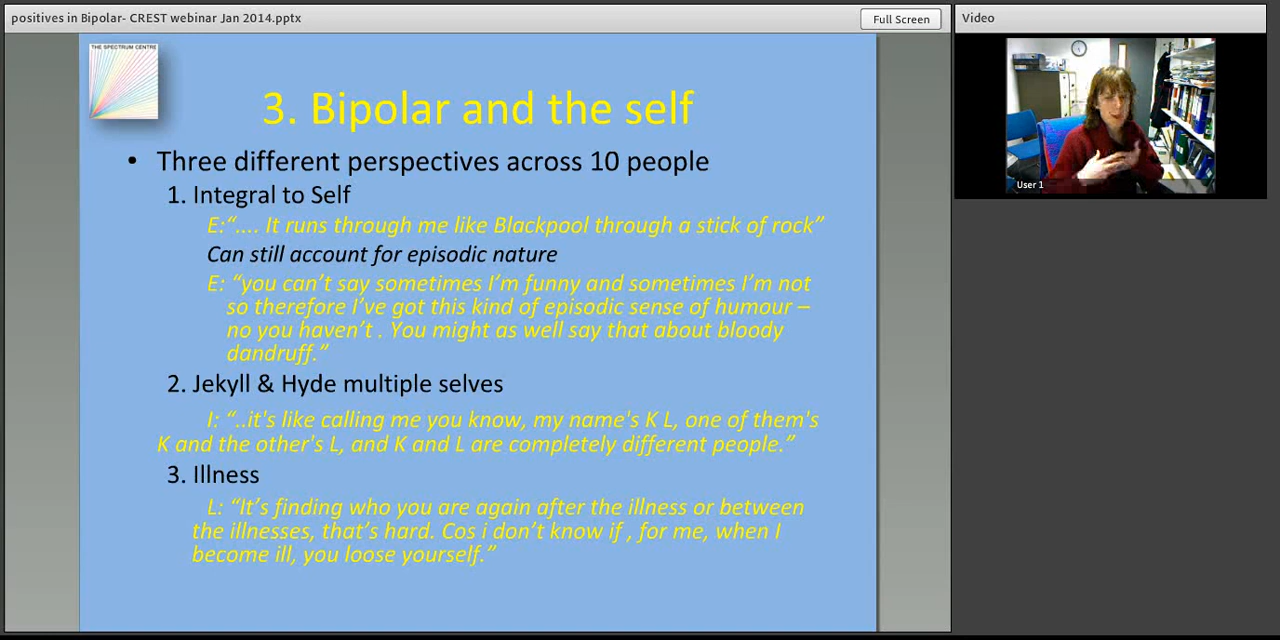 positives in Bipolar- CREST webinar Jan 2014.pptx
Full Screen
Video
THE SPECTRUM CENTRE
3. Bipolar and the self
• Three different perspectives across 10 people
1. Integral to Self
E:“.... It runs through me like Blackpool through a stick of rock”
Can still account for episodic nature
E: “you can’t say sometimes I’m funny and sometimes I’m not
so therefore I’ve got this kind of episodic sense of humour –
no you haven’t . You might as well say that about bloody
dandruff.”
2. Jekyll & Hyde multiple selves
I: “..it's like calling me you know, my name's K L, one of them's
K and the other's L, and K and L are completely different people.”
3. Illness
L: “It’s finding who you are again after the illness or between
the illnesses, that’s hard. Cos i don’t know if , for me, when I
become ill, you loose yourself.”
User 1